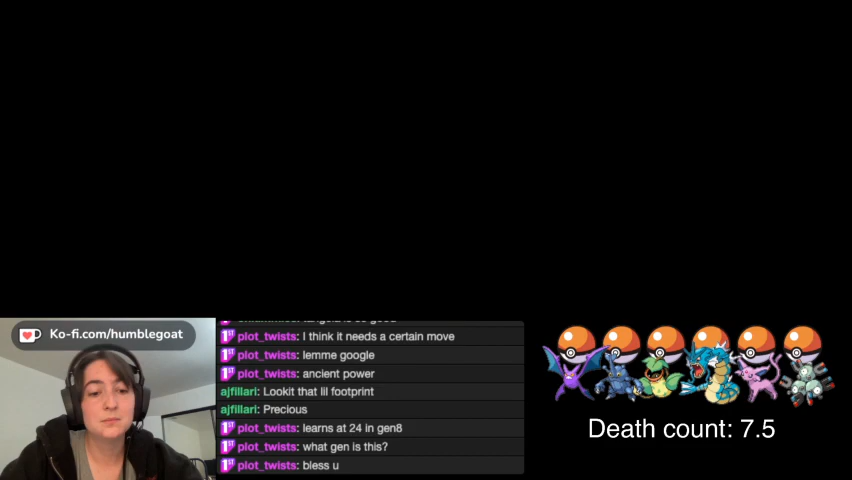 Ko-fi.com/humblegoat
plot_twists: I think it needs a certain move
plot_twists: lemme google
plot_twists: ancient power
ajfillari: Lookit that lil footprint
ajfillari: Precious
plot_twists: learns at 24 in gen8
plot_twists: what gen is this?
plot_twists: bless u
Death count: 7.5